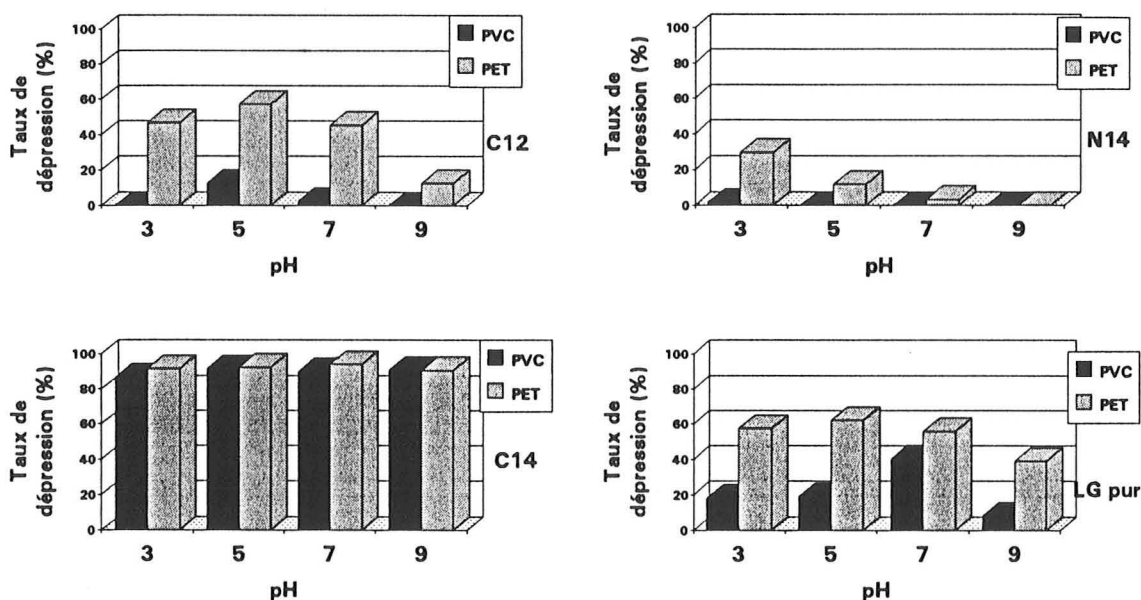 100
80
60
40
20
0
Taux de
dépression (%)
PVC
PET
C12
3 5 7 9
pH
100
80
60
40
20
0
Taux de
dépression (%)
PVC
PET
N14
3 5 7 9
pH
100
80
60
40
20
0
Taux de
dépression (%)
PVC
PET
C14
3 5 7 9
pH
100
80
60
40
20
0
Taux de
dépression (%)
PVC
PET
LG pur
3 5 7 9
pH